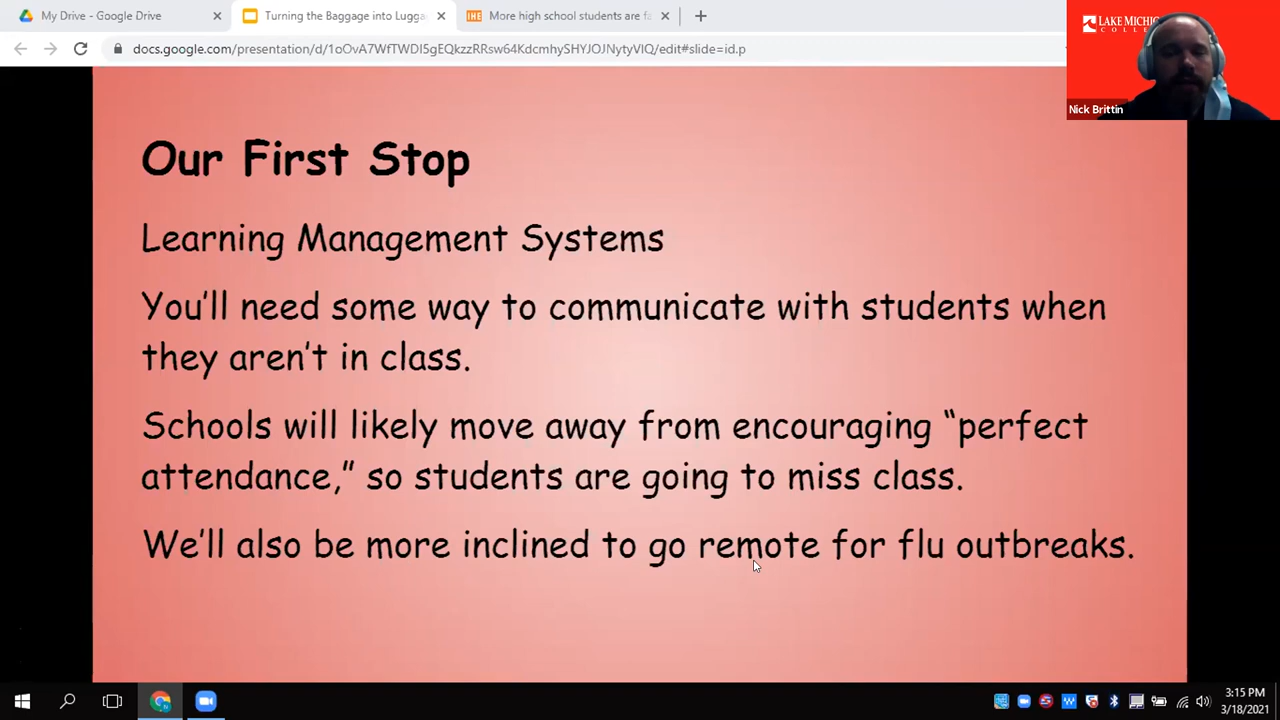 My Drive - Google Drive
Turning the Baggage into Lugga
More high school students are fa
docs.google.com/presentation/d/1oOvA7WfTWDI5gEQkzzRRsw64KdcmhySHYJOJNytyVIQ/edit#slide=id.p
LAKE MICHIG
COLLE
Nick Brittin
Our First Stop
Learning Management Systems
You'll need some way to communicate with students when
they aren't in class.
Schools will likely move away from encouraging “perfect
attendance,” so students are going to miss class.
We'll also be more inclined to go remote for flu outbreaks.
3:15 PM
3/18/2021